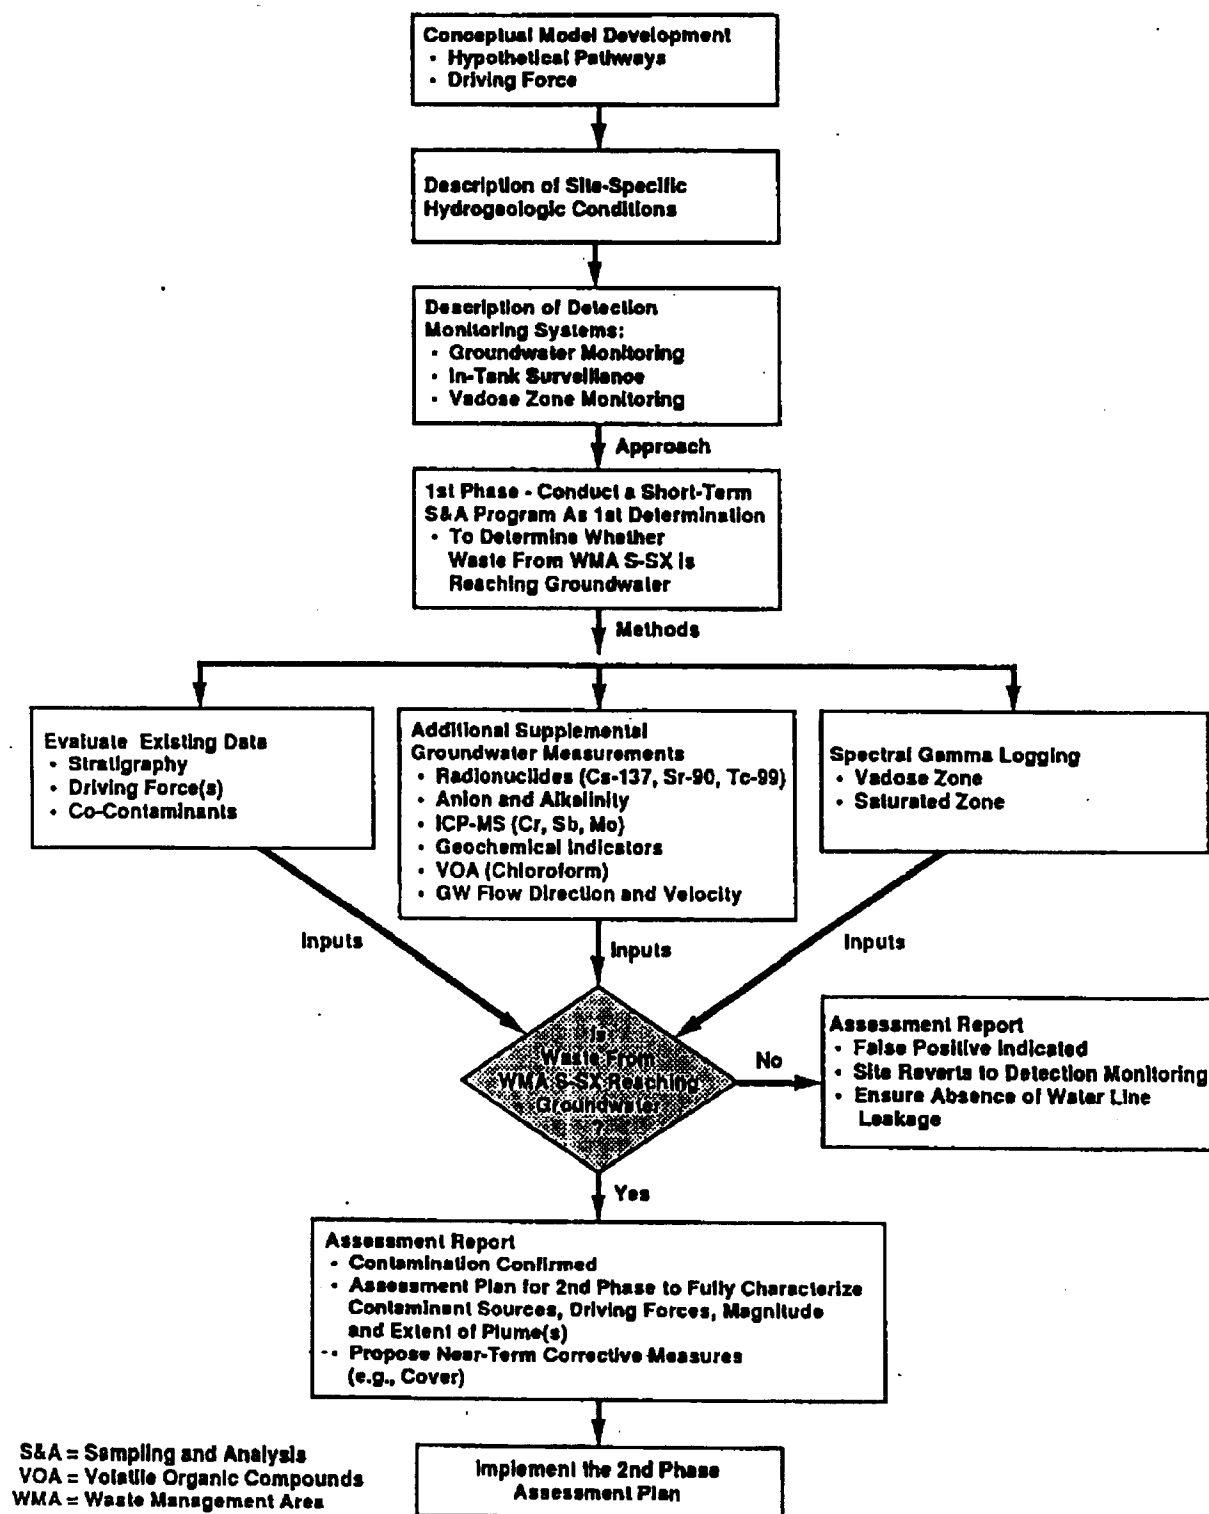 Conceptual Model Development
• Hypothetical Pathways
• Driving Force
Description of Site-Specific
Hydrogeologic Conditions
Description of Detection
Monitoring Systems:
• Groundwater Monitoring
• In-Tank Surveillance
• Vadose Zone Monitoring
Approach
1st Phase - Conduct a Short-Term
S&A Program As 1st Determination
• To Determine Whether
Waste From WMA S-SX is
Reaching Groundwater
Methods
Evaluate Existing Data
• Stratigraphy
• Driving Force(s)
• Co-Contaminants
Additional Supplemental
Groundwater Measurements
• Radionuclides (Cs-137, Sr-90, Tc-99)
• Anion and Alkalinity
• ICP-MS (Cr, Sb, Mo)
• Geochemical Indicators
• VOA (Chloroform)
• GW Flow Direction and Velocity
Spectral Gamma Logging
• Vadose Zone
• Saturated Zone
Inputs
Inputs
Inputs
Is
Waste From
WMA S-SX Reaching
Groundwater
?
No
Assessment Report
• False Positive Indicated
• Site Reverts to Detection Monitoring
• Ensure Absence of Water Line
Leakage
Yes
Assessment Report
• Contamination Confirmed
• Assessment Plan for 2nd Phase to Fully Characterize
Contaminant Sources, Driving Forces, Magnitude
and Extent of Plume(s)
• Propose Near-Term Corrective Measures
(e.g., Cover)
Implement the 2nd Phase
Assessment Plan
S&A = Sampling and Analysis
VOA = Volatile Organic Compounds
WMA = Waste Management Area